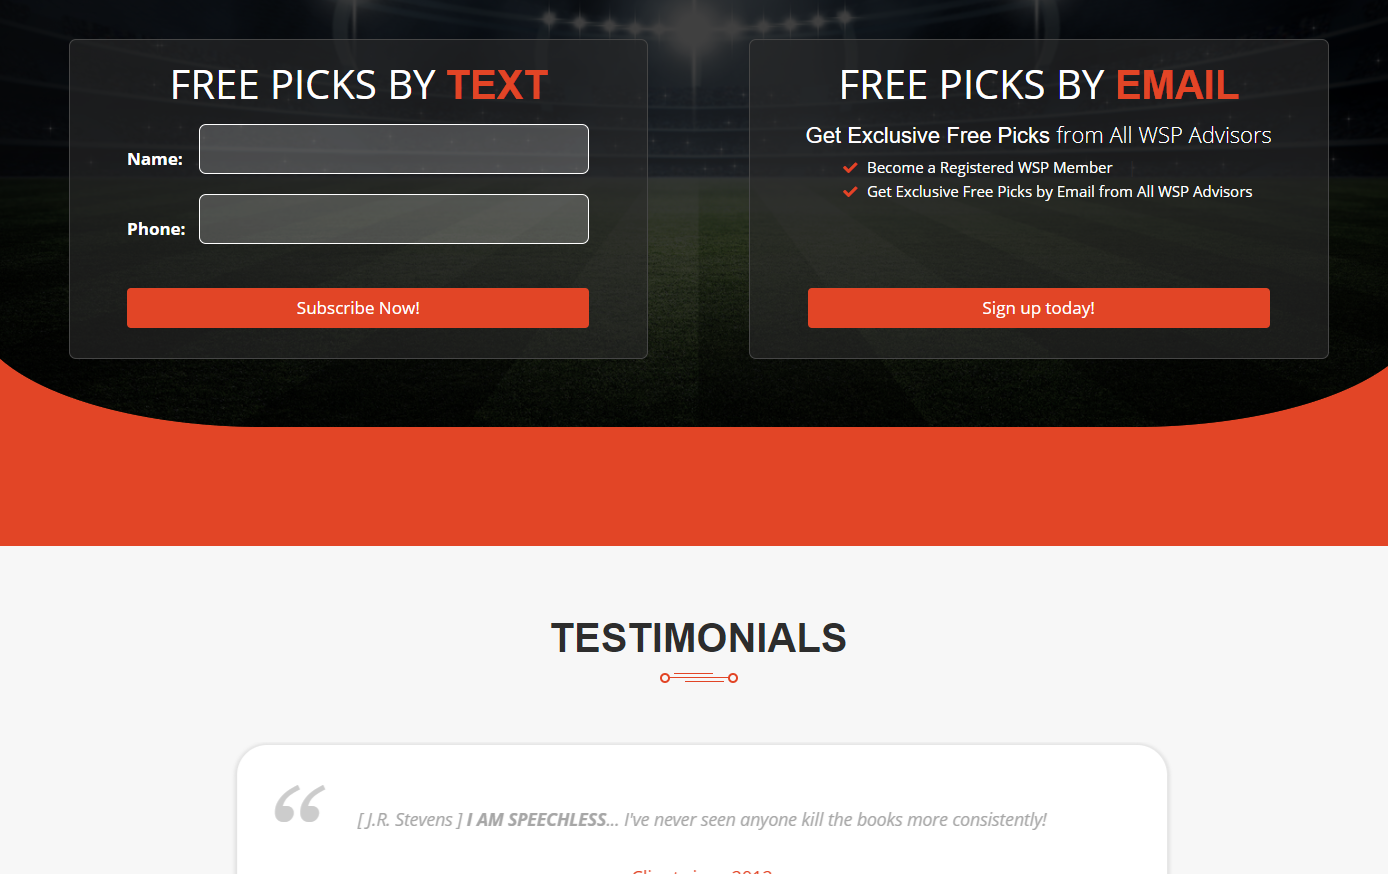 FREE PICKS BY TEXT
Name:
Phone:
Subscribe Now!
FREE PICKS BY EMAIL
Get Exclusive Free Picks from All WSP Advisors
Become a Registered WSP Member
Get Exclusive Free Picks by Email from All WSP Advisors
Sign up today!
TESTIMONIALS
[ J.R. Stevens ] I AM SPEECHLESS... I've never seen anyone kill the books more consistently!